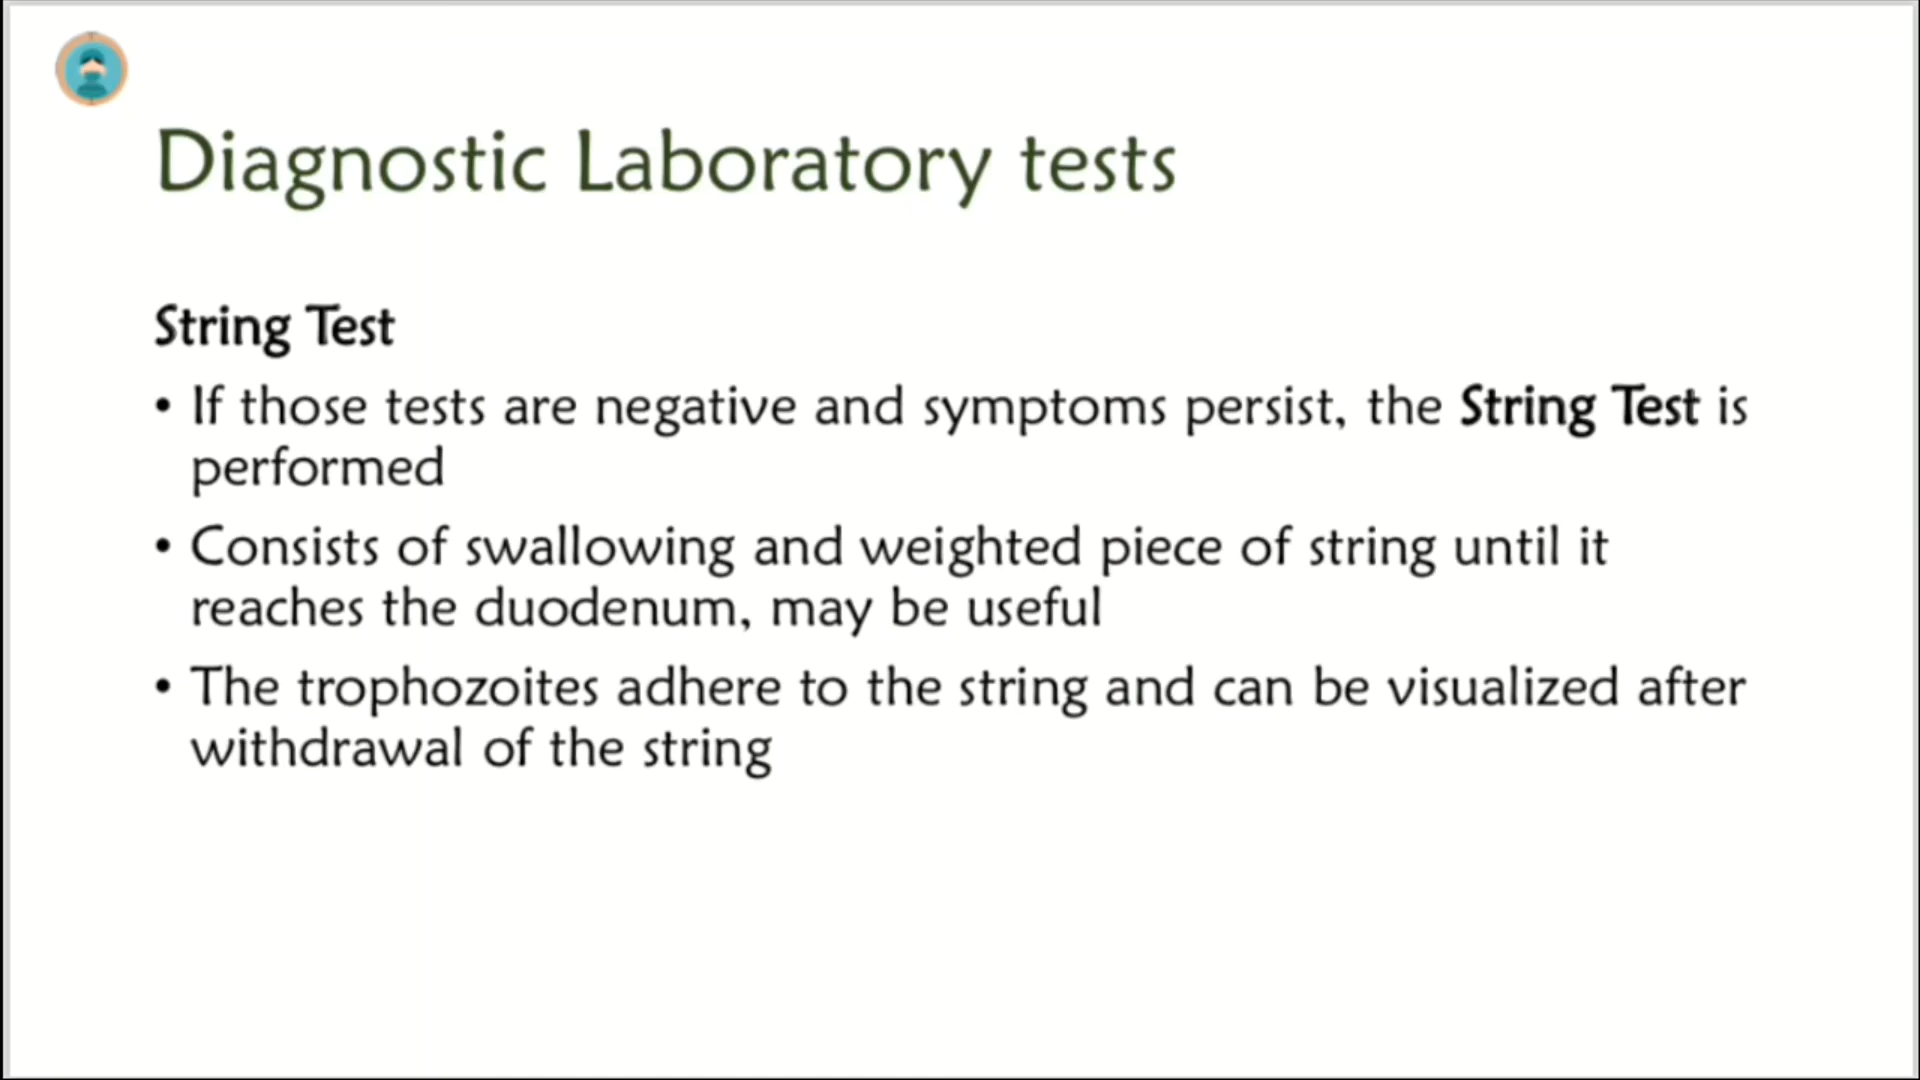 Diagnostic Laboratory tests
String Test
• If those tests are negative and symptoms persist, the String Test is
performed
• Consists of swallowing and weighted piece of string until it
reaches the duodenum, may be useful
• The trophozoites adhere to the string and can be visualized after
withdrawal of the string